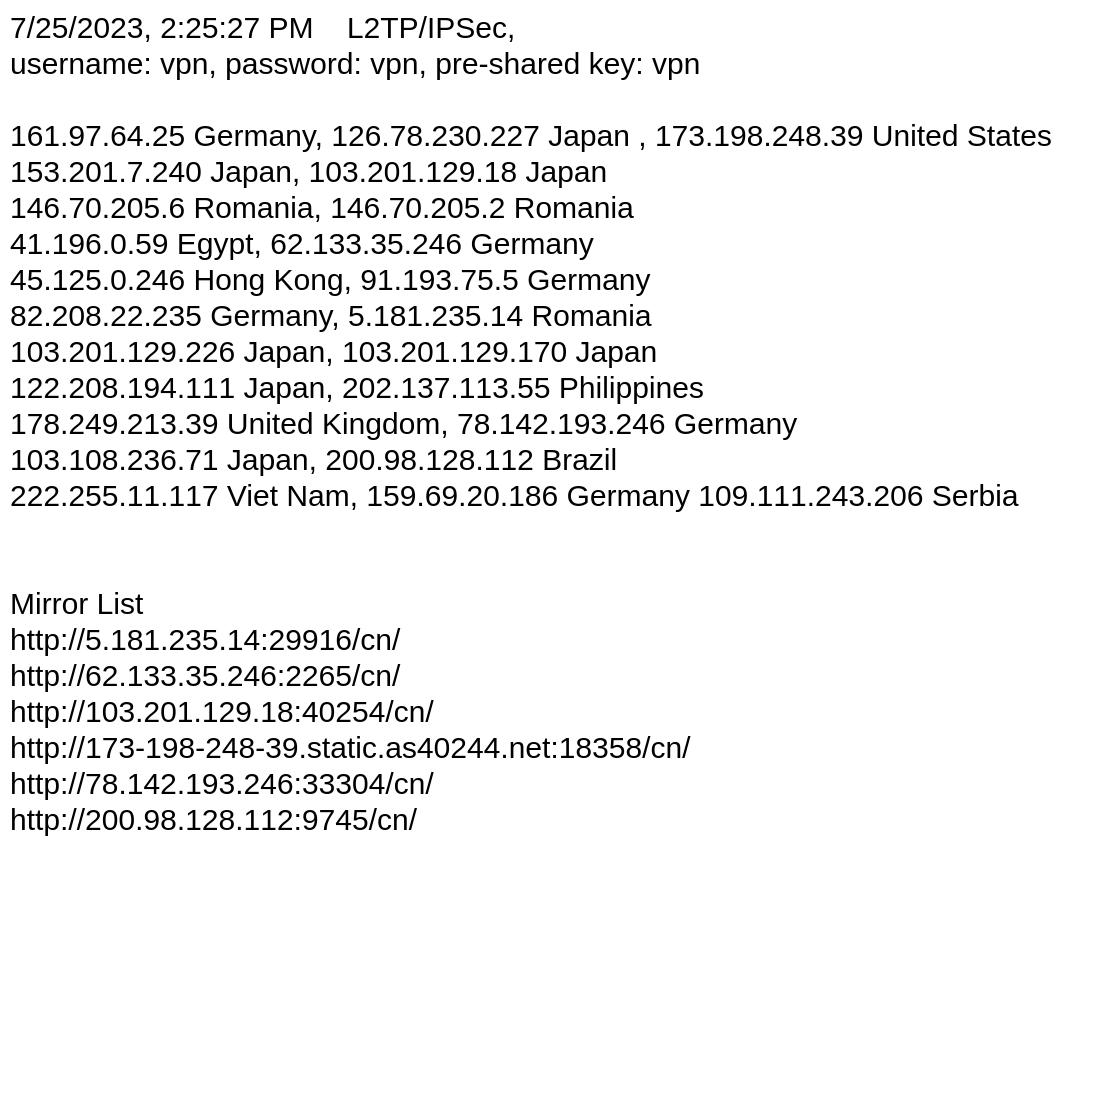 7/25/2023, 2:25:27 PM    L2TP/IPSec,
username: vpn, password: vpn, pre-shared key: vpn
161.97.64.25 Germany, 126.78.230.227 Japan , 173.198.248.39 United States
153.201.7.240 Japan, 103.201.129.18 Japan
146.70.205.6 Romania, 146.70.205.2 Romania
41.196.0.59 Egypt, 62.133.35.246 Germany
45.125.0.246 Hong Kong, 91.193.75.5 Germany
82.208.22.235 Germany, 5.181.235.14 Romania
103.201.129.226 Japan, 103.201.129.170 Japan
122.208.194.111 Japan, 202.137.113.55 Philippines
178.249.213.39 United Kingdom, 78.142.193.246 Germany
103.108.236.71 Japan, 200.98.128.112 Brazil
222.255.11.117 Viet Nam, 159.69.20.186 Germany 109.111.243.206 Serbia
Mirror List
http://5.181.235.14:29916/cn/
http://62.133.35.246:2265/cn/
http://103.201.129.18:40254/cn/
http://173-198-248-39.static.as40244.net:18358/cn/
http://78.142.193.246:33304/cn/
http://200.98.128.112:9745/cn/